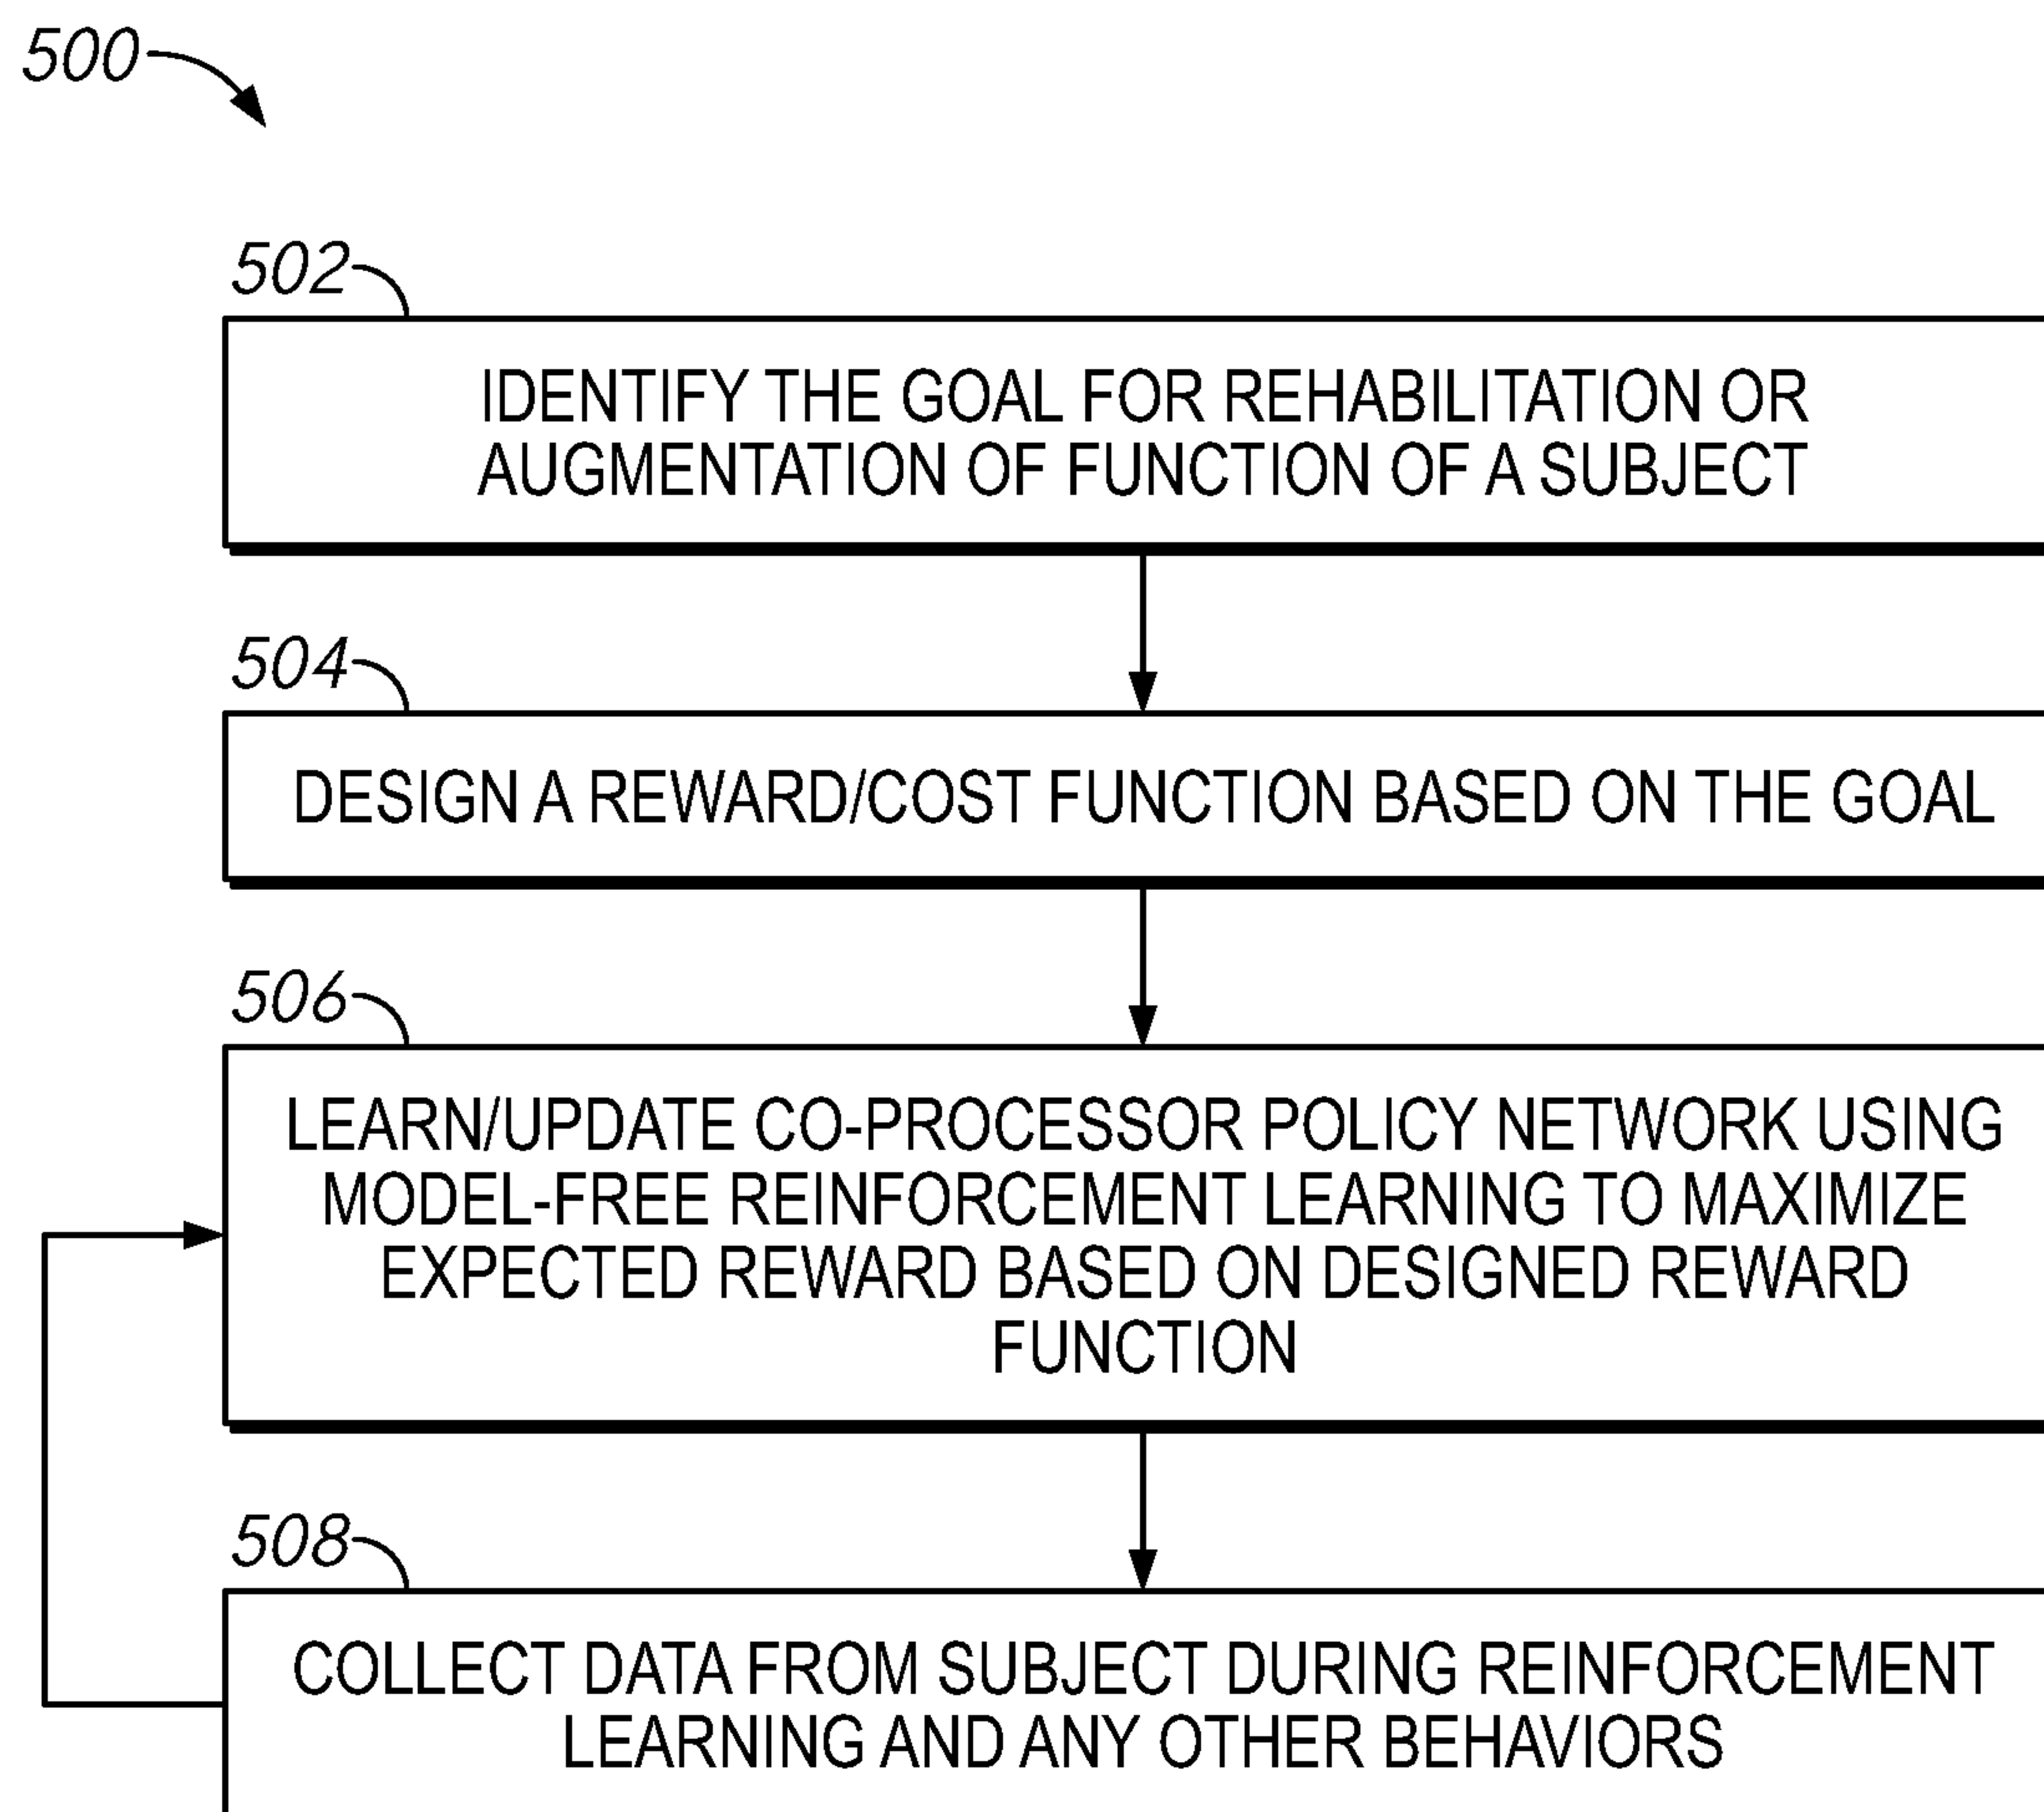 500
502
IDENTIFY THE GOAL FOR REHABILITATION OR
AUGMENTATION OF FUNCTION OF A SUBJECT
504
DESIGN A REWARD/COST FUNCTION BASED ON THE GOAL
506
LEARN/UPDATE CO-PROCESSOR POLICY NETWORK USING
MODEL-FREE REINFORCEMENT LEARNING TO MAXIMIZE
EXPECTED REWARD BASED ON DESIGNED REWARD
FUNCTION
508
COLLECT DATA FROM SUBJECT DURING REINFORCEMENT
LEARNING AND ANY OTHER BEHAVIORS